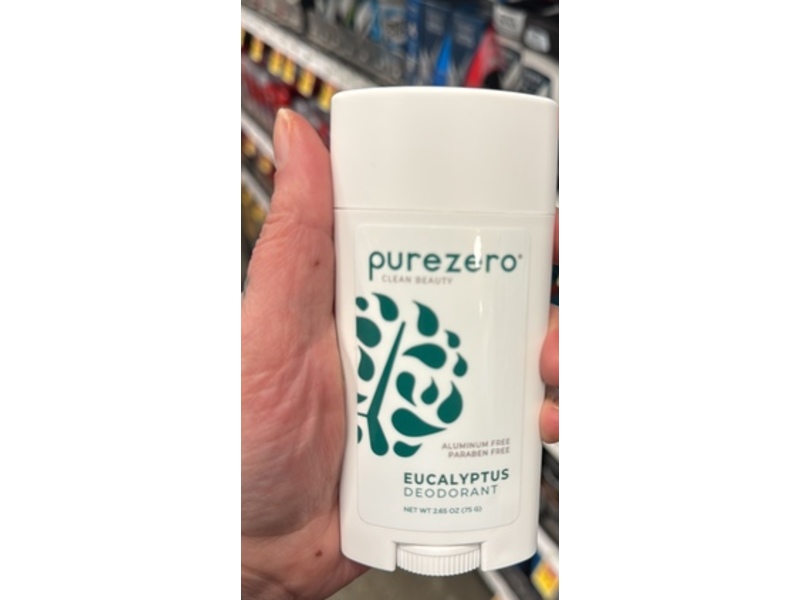 purezero®
CLEAN BEAUTY
ALUMINUM FREE
PARABEN FREE
EUCALYPTUS
DEODORANT
NET WT 2.65 OZ (75 G)